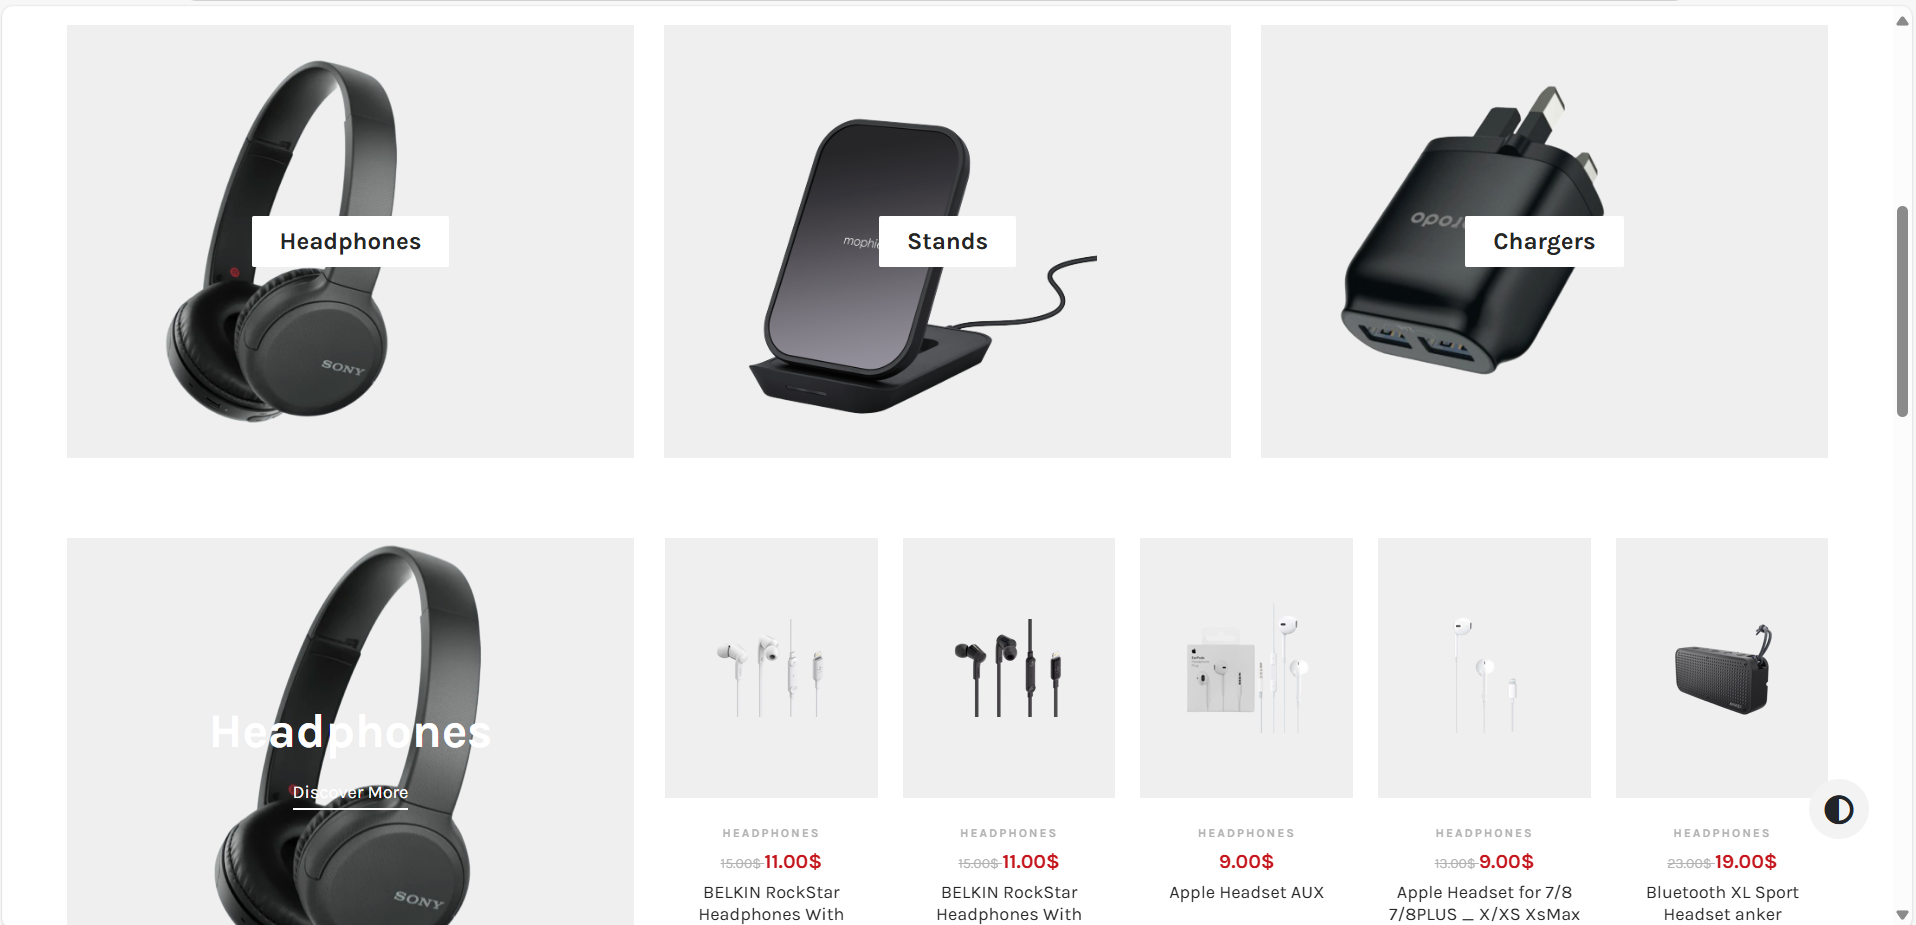 Headphones
Stands
Chargers
SONY
mophie
Headphones
Discover More
SONY
HEADPHONES
15.00$ 11.00$
BELKIN RockStar
Headphones With
HEADPHONES
15.00$ 11.00$
BELKIN RockStar
Headphones With
HEADPHONES
9.00$
Apple Headset AUX
HEADPHONES
13.00$ 9.00$
Apple Headset for 7/8
7/8PLUS _ X/XS XsMax
HEADPHONES
23.00$ 19.00$
Bluetooth XL Sport
Headset anker